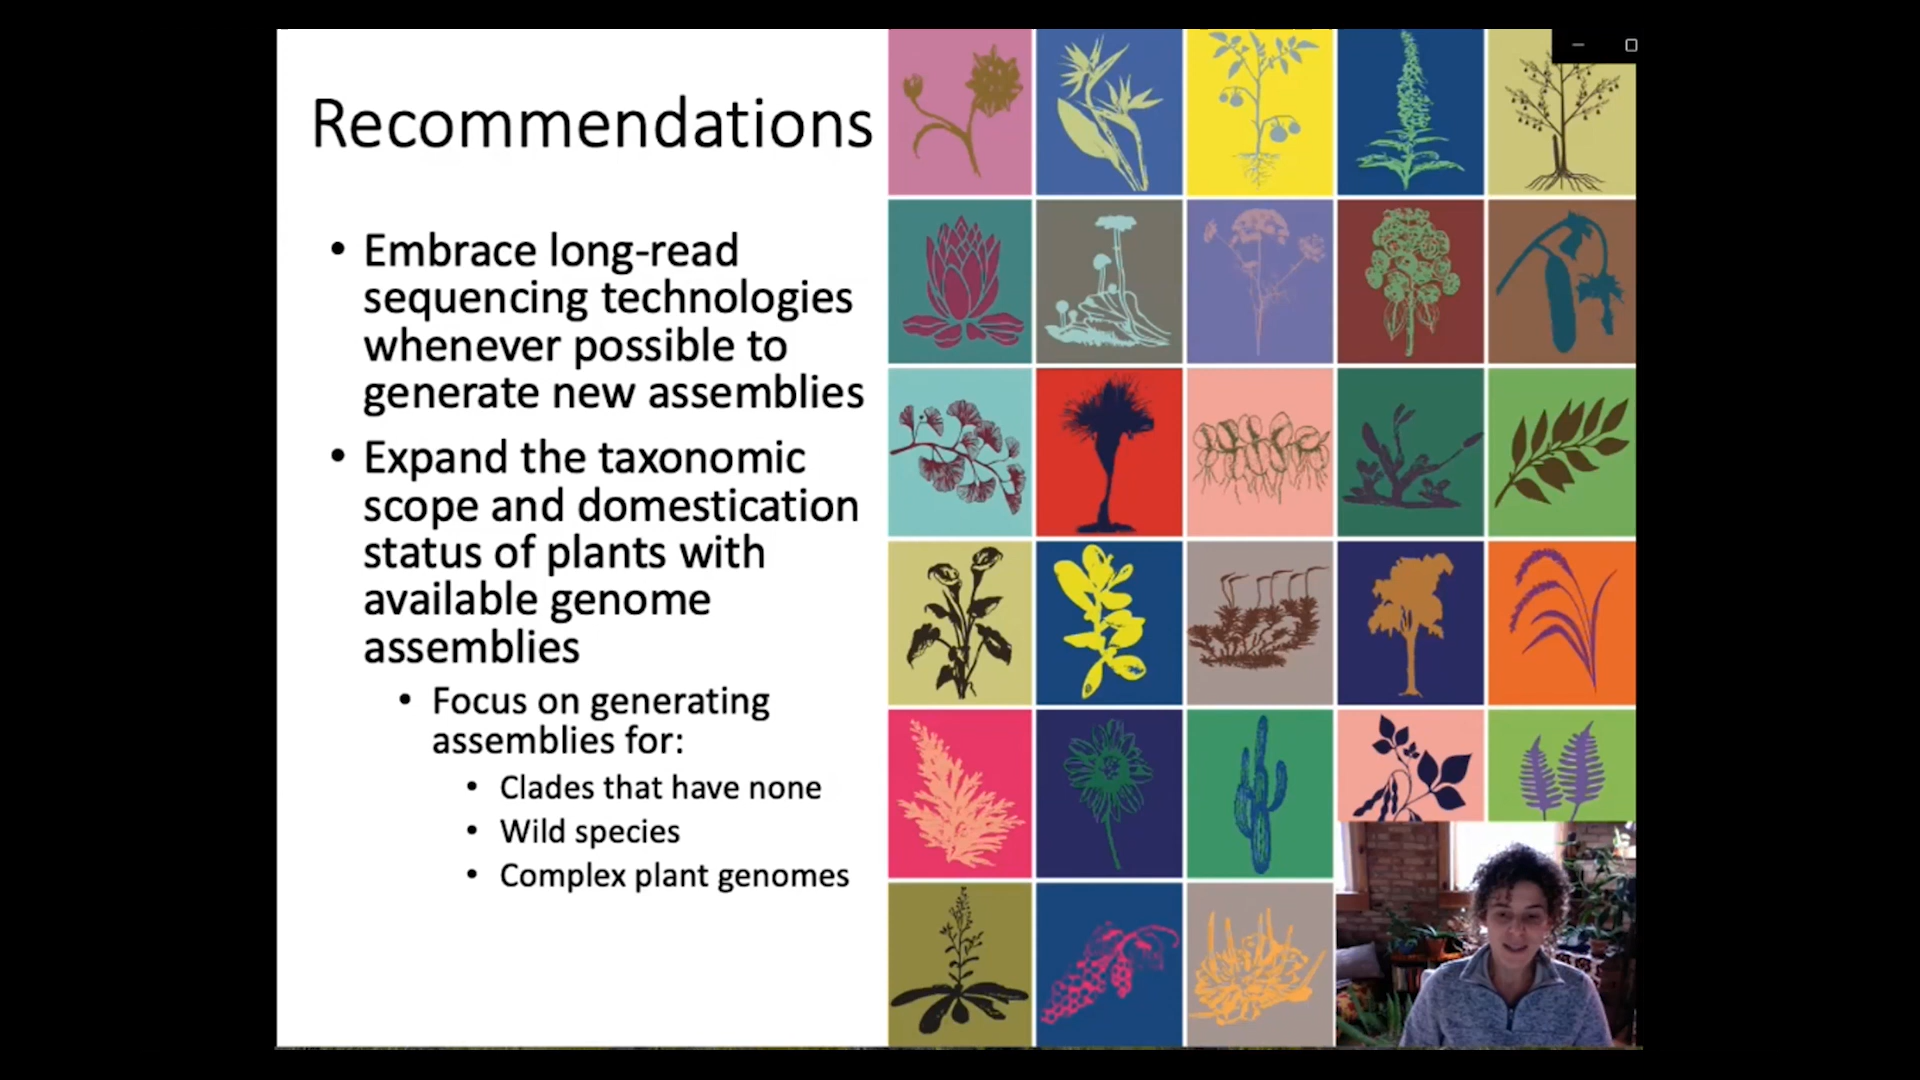 Recommendations
• Embrace long-read
sequencing technologies
whenever possible to
generate new assemblies
• Expand the taxonomic
scope and domestication
status of plants with
available genome
assemblies
• Focus on generating
assemblies for:
• Clades that have none
• Wild species
• Complex plant genomes